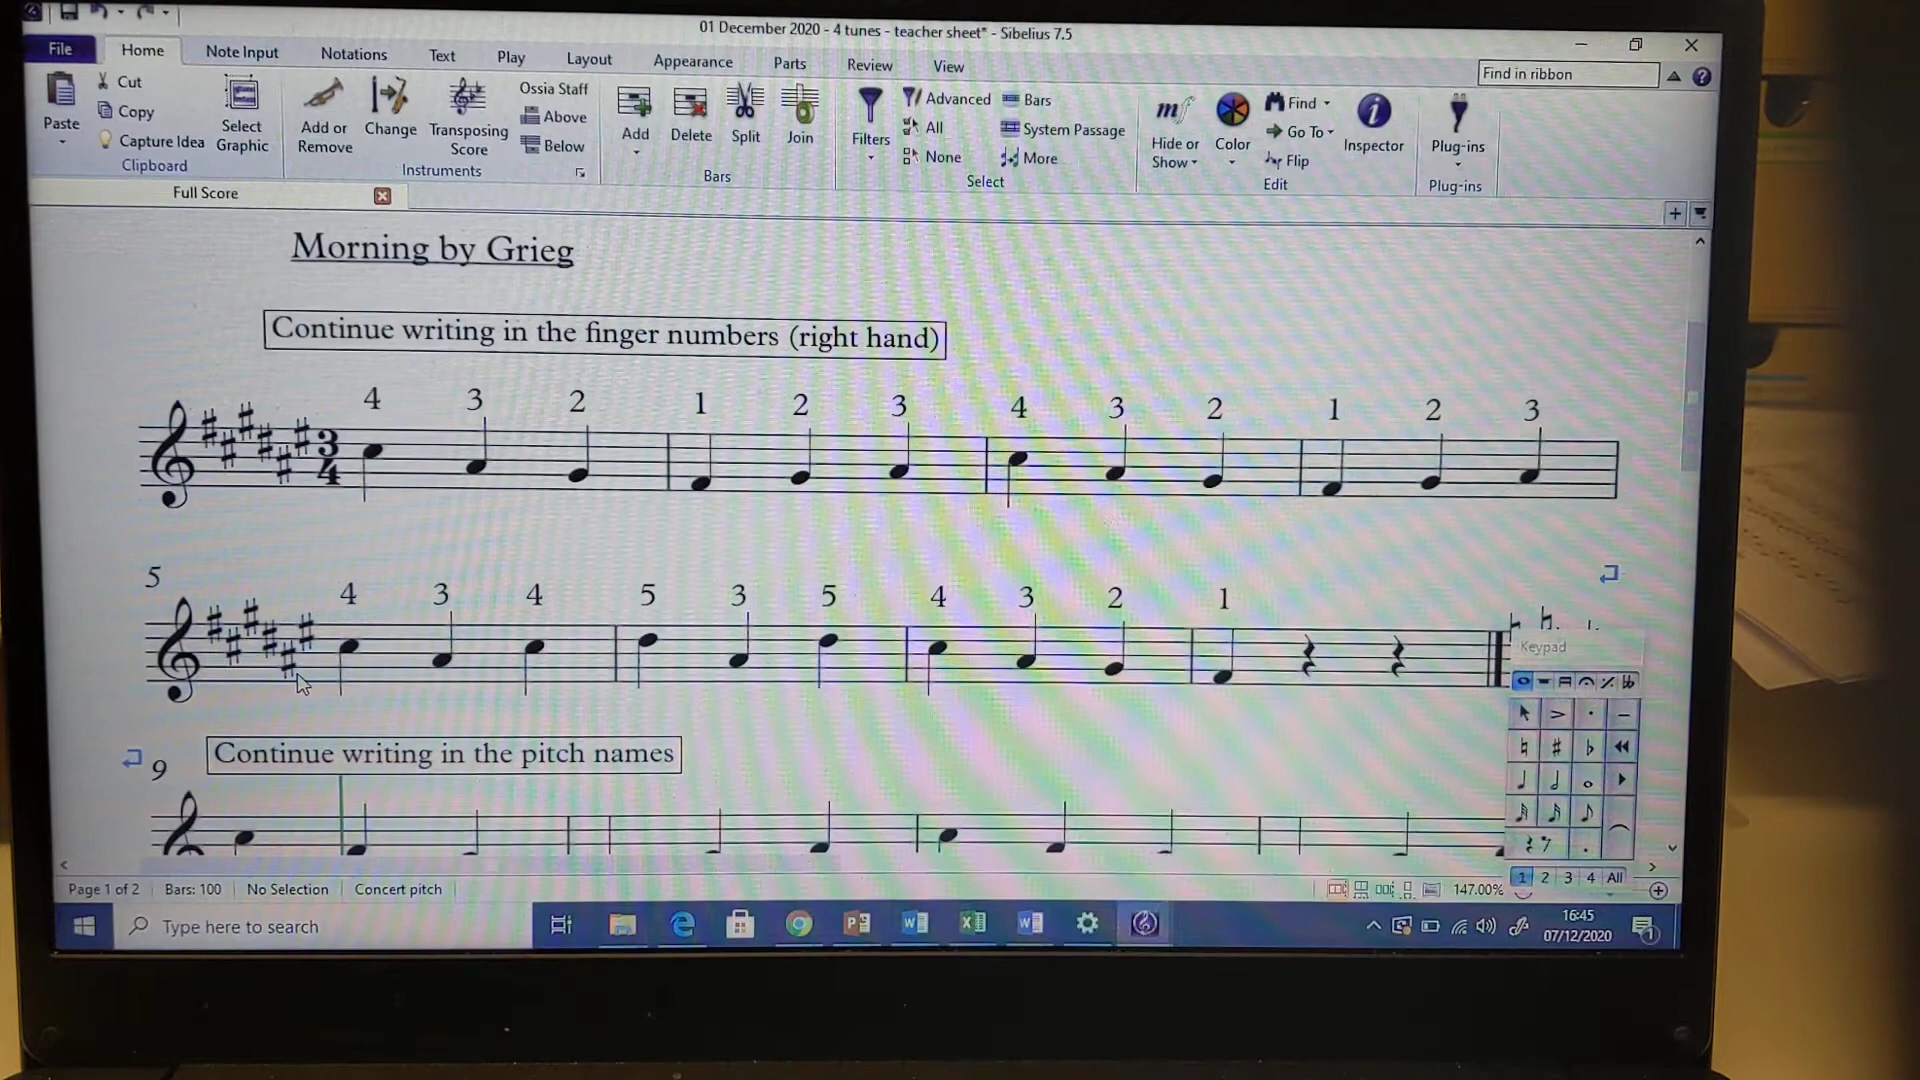 01 December 2020 - 4 tunes - teacher sheet* - Sibelius 7.5
File Home Note Input Notations Text Play Layout Appearance Parts Review View
Find in ribbon
Paste
Cut
Copy
Capture Idea
Clipboard
Select Graphic
Add or Remove
Change
Transposing Score
Ossia Staff
Above
Below
Instruments
Add
Delete
Split
Join
Bars
Filters
Advanced
All
None
Bars
System Passage
More
Select
Hide or Show
Color
Find
Go To
Flip
Inspector
Edit
Plug-ins
Plug-ins
Full Score
Morning by Grieg
Continue writing in the finger numbers (right hand)
4 3 2 1 2 3 4 3 2 1 2 3
3
4
5
4 3 4 5 3 5 4 3 2 1
Keypad
9
Continue writing in the pitch names
1 2 3 4 All
Page 1 of 2 Bars: 100 No Selection Concert pitch 147.00%
Type here to search
16:45
07/12/2020